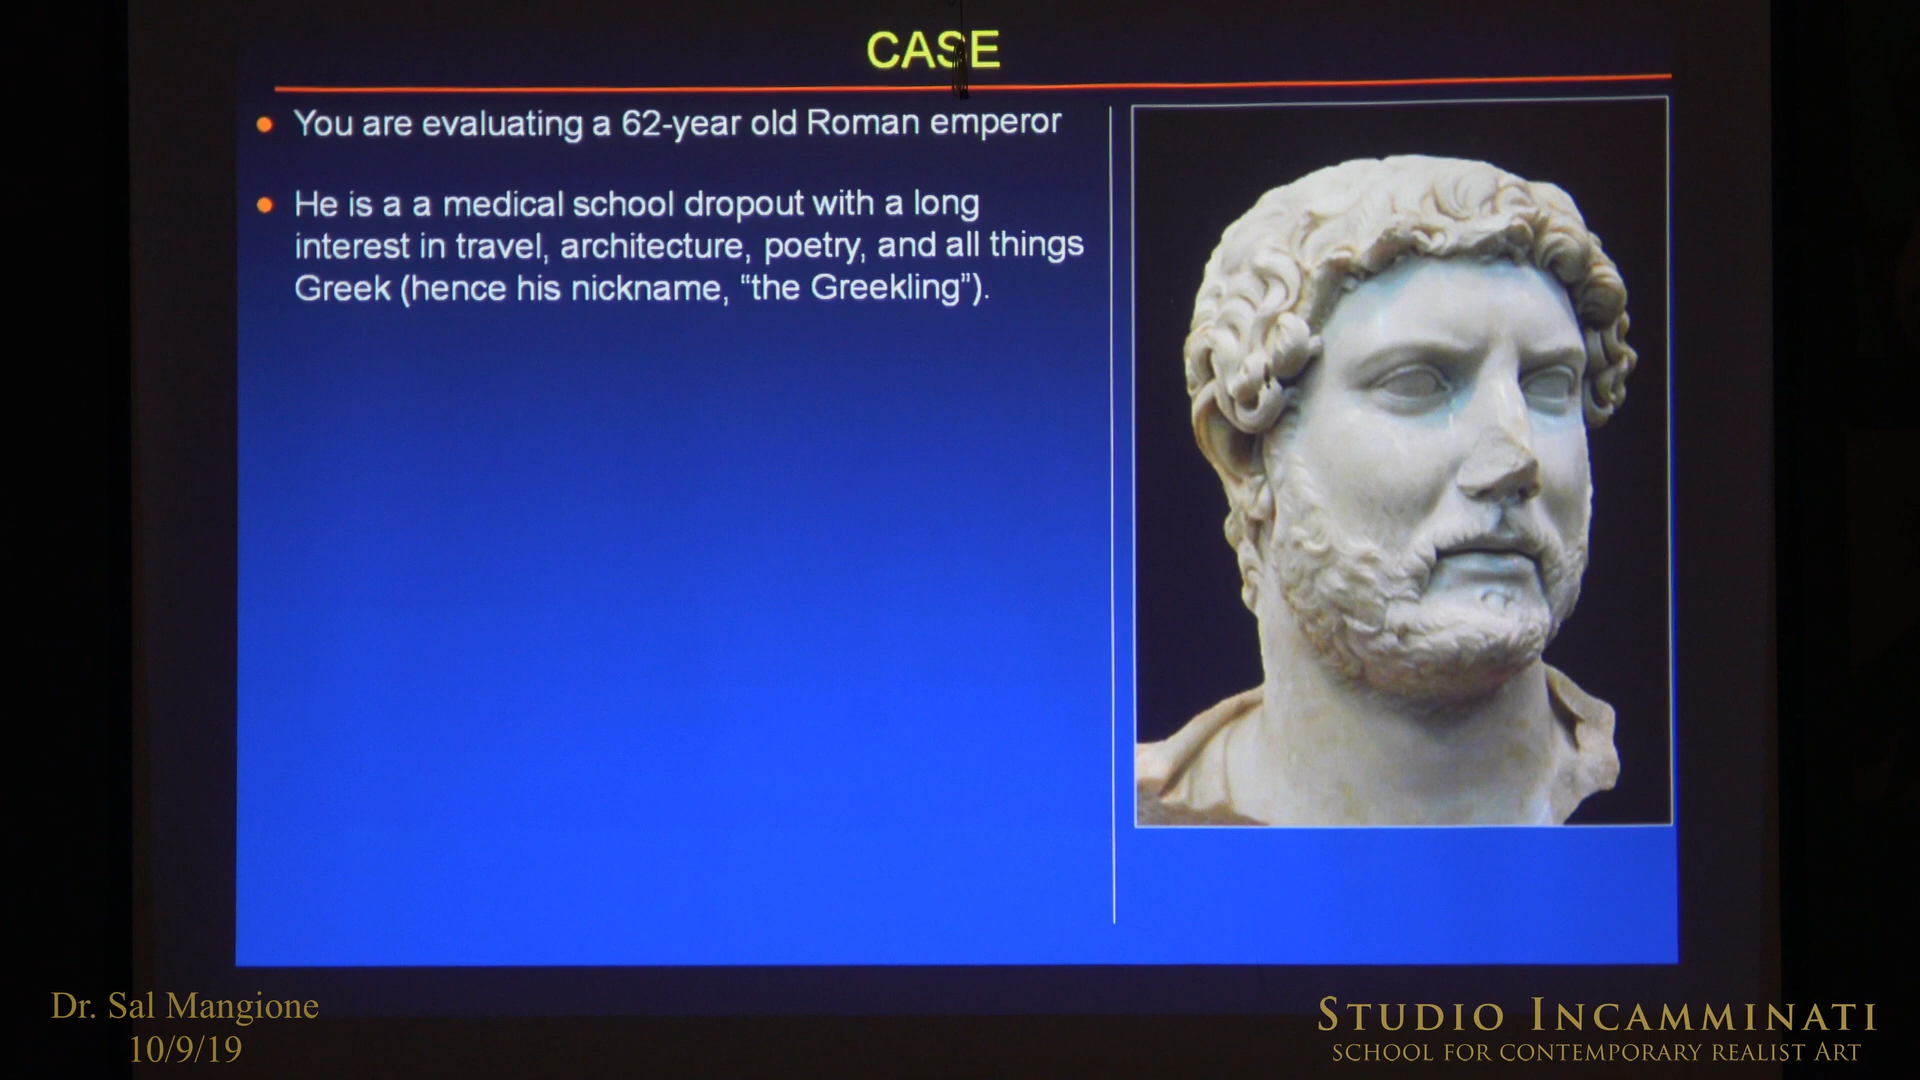 CASE
You are evaluating a 62-year old Roman emperor
He is a a medical school dropout with a long
interest in travel, architecture, poetry, and all things
Greek (hence his nickname, “the Greekling”).
Dr. Sal Mangione
10/9/19
STUDIO INCAMMINATI
SCHOOL FOR CONTEMPORARY REALIST ART